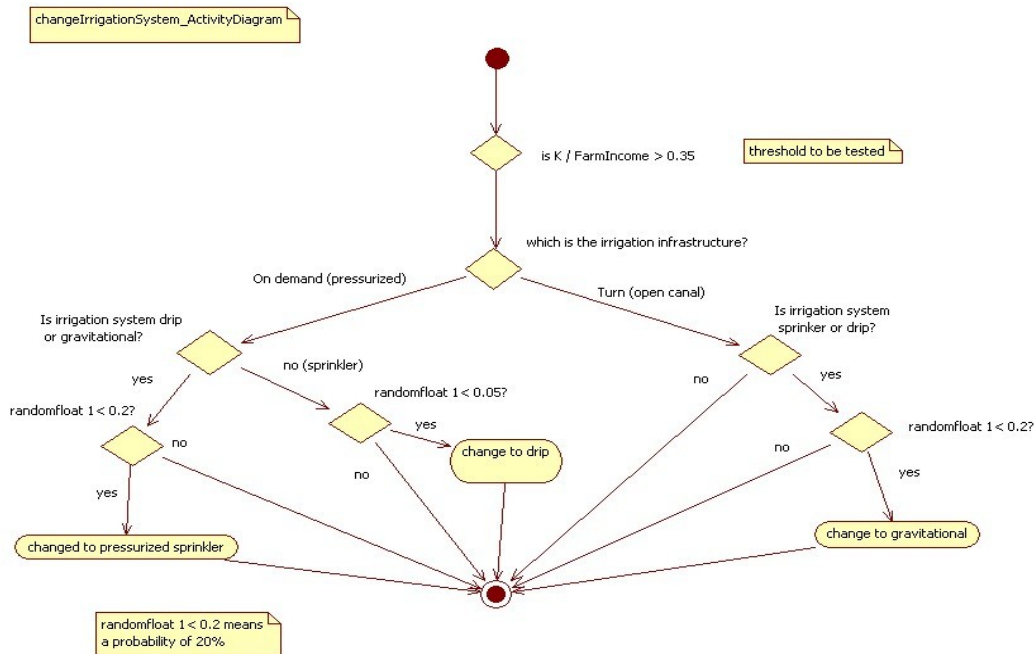 changeIrrigationSystem_ActivityDiagram
is K / FarmIncome > 0.35
threshold to be tested
which is the irrigation infrastructure?
On demand (pressurized)
Turn (open canal)
Is irrigation system drip
or gravitational?
Is irrigation system
sprinker or drip?
no (sprinkler)
yes
no
yes
randomfloat 1 < 0.2?
randomfloat 1 < 0.05?
randomfloat 1 < 0.2?
no
yes
change to drip
no
no
yes
yes
changed to pressurized sprinkler
change to gravitational
randomfloat 1 < 0.2 means
a probability of 20%